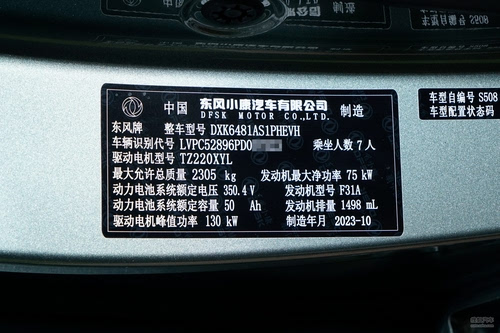 中国 东风小康汽车有限公司 制造
DFSK MOTOR CO.,LTD.
东风牌 整车型号 DXK6481AS1PHEVH
车辆识别代号 LVPC52896PD0 乘坐人数 7 人
驱动电机型号 TZ220XYL
最大允许总质量 2305 kg 发动机最大净功率 75 kW
动力电池系统额定电压 350.4 V 发动机型号 F31A
动力电池系统额定容量 50 Ah 发动机排量 1498 mL
驱动电机峰值功率 130 kW 制造年月 2023-10
车型自编号 S508
车型配置状态码